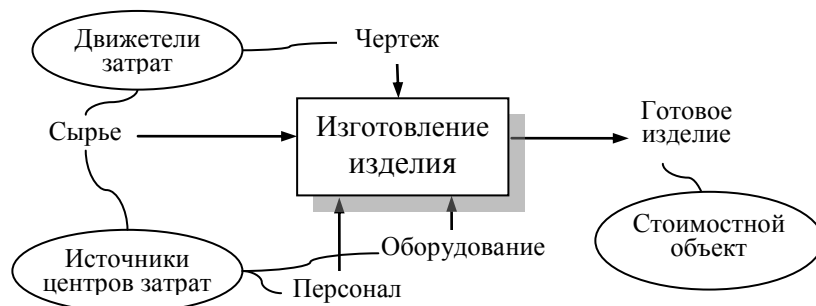 Движетели
затрат
Чертеж
Сырье
Изготовление
изделия
Готовое
изделие
Стоимостной
объект
Источники
центров затрат
Оборудование
Персонал